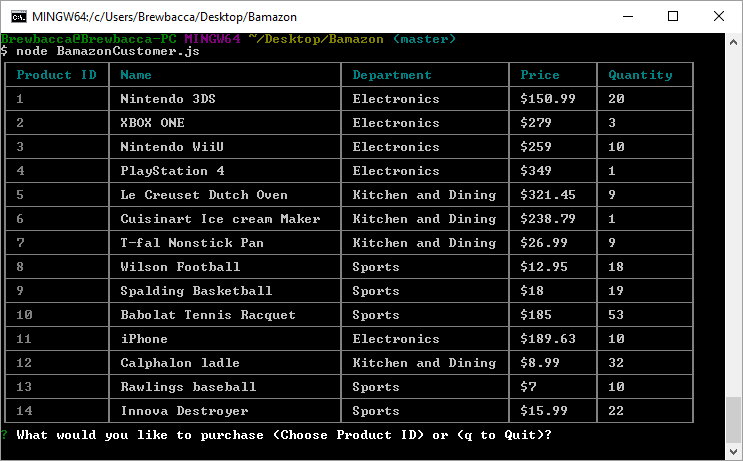 MINGW64:/c/Users/Brewbacca/Desktop/Bamazon
Brewbacca@Brewbacca-PC MINGW64 ~/Desktop/Bamazon (master)
$ node BamazonCustomer.js
Product ID Name Department Price Quantity
1 Nintendo 3DS Electronics $150.99 20
2 XBOX ONE Electronics $279 3
3 Nintendo WiiU Electronics $259 10
4 PlayStation 4 Electronics $349 1
5 Le Creuset Dutch Oven Kitchen and Dining $321.45 9
6 Cuisinart Ice cream Maker Kitchen and Dining $238.79 1
7 T-fal Nonstick Pan Kitchen and Dining $26.99 9
8 Wilson Football Sports $12.95 18
9 Spalding Basketball Sports $18 19
10 Babolat Tennis Racquet Sports $185 53
11 iPhone Electronics $189.63 10
12 Calphalon ladle Kitchen and Dining $8.99 32
13 Rawlings baseball Sports $7 10
14 Innova Destroyer Sports $15.99 22
? What would you like to purchase (Choose Product ID) or (q to Quit)?